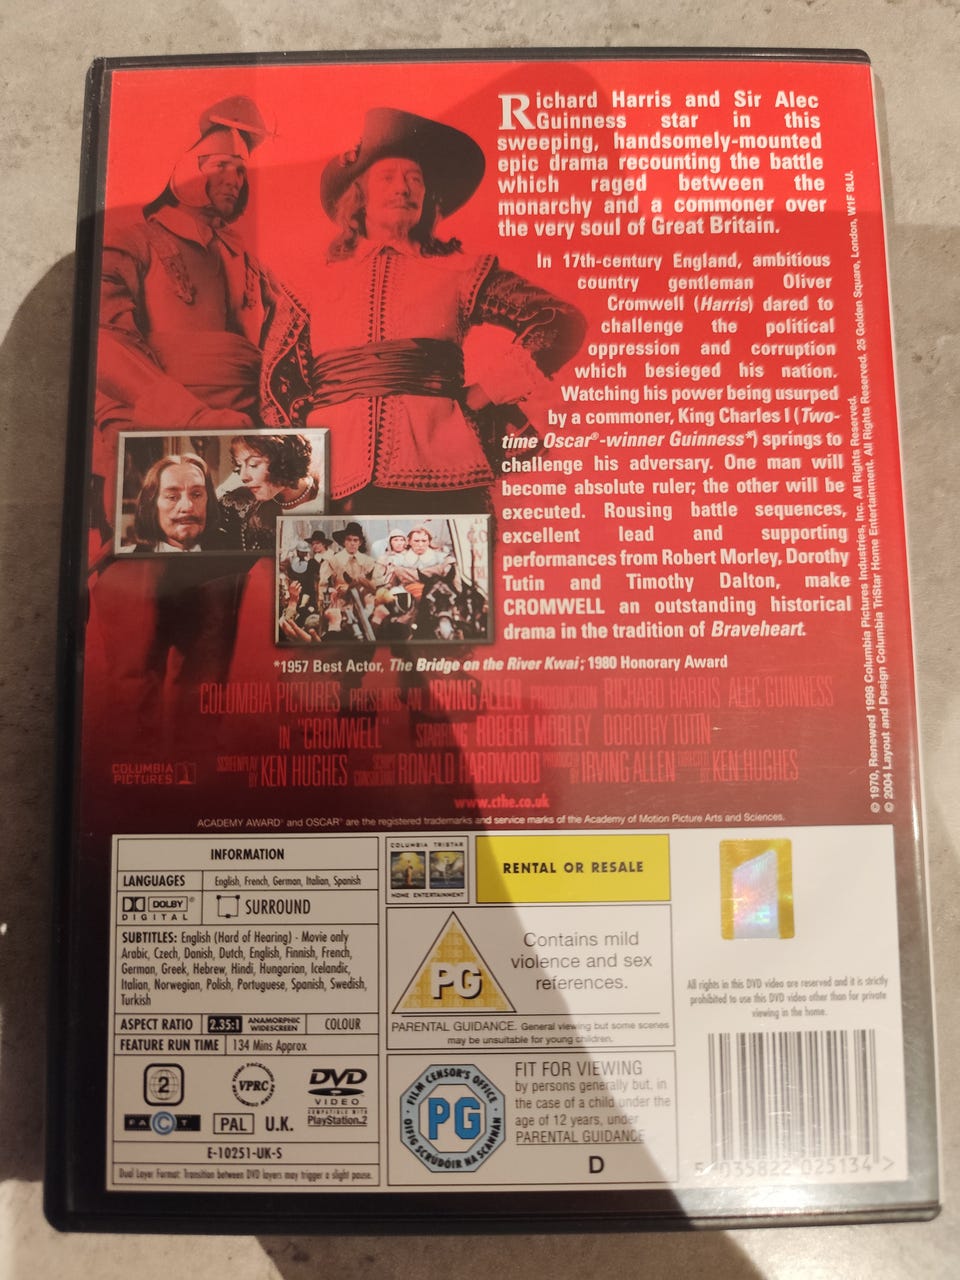 Richard Harris and Sir Alec
Guinness star in this
sweeping, handsomely-mounted
epic drama recounting the battle
which raged between the
monarchy and a commoner over
the very soul of Great Britain.
In 17th-century England, ambitious
country gentleman Oliver
Cromwell (Harris) dared to
challenge the political
oppression and corruption
which besieged his nation.
Watching his power being usurped
by a commoner, King Charles I (Two-
time Oscar®-winner Guinness*) springs to
challenge his adversary. One man will
become absolute ruler; the other will be
executed. Rousing battle sequences,
excellent lead and supporting
performances from Robert Morley, Dorothy
Tutin and Timothy Dalton, make
CROMWELL an outstanding historical
drama in the tradition of Braveheart.
*1957 Best Actor, The Bridge on the River Kwai; 1980 Honorary Award
COLUMBIA PICTURES PRESENTS AN IRVING ALLEN PRODUCTION RICHARD HARRIS ALEC GUINNESS
IN "CROMWELL" STARRING ROBERT MORLEY DOROTHY TUTIN
COLUMBIA PICTURES
SCREENPLAY BY KEN HUGHES SCRIPT CONSULTANT RONALD HARDWOOD PRODUCED BY IRVING ALLEN DIRECTED BY KEN HUGHES
www.cthe.co.uk
ACADEMY AWARD® and OSCAR® are the registered trademarks and service marks of the Academy of Motion Picture Arts and Sciences.
© 1970, Renewed 1998 Columbia Pictures Industries, Inc. All Rights Reserved.
© 2004 Layout and Design Columbia TriStar Home Entertainment. All Rights Reserved. 25 Golden Square, London, W1F 9LU.
INFORMATION
LANGUAGES English, French, German, Italian, Spanish
DOLBY® DIGITAL SURROUND
SUBTITLES: English (Hard of Hearing) - Movie only
Arabic, Czech, Danish, Dutch, English, Finnish, French,
German, Greek, Hebrew, Hindi, Hungarian, Icelandic,
Italian, Norwegian, Polish, Portuguese, Spanish, Swedish,
Turkish
ASPECT RATIO 2.35:1 ANAMORPHIC WIDESCREEN COLOUR
FEATURE RUN TIME 134 Mins Approx
2
VPRC
DVD
VIDEO
COMPATIBLE WITH
PlayStation.2
FACT
PAL U.K.
E-10251-UK-S
Dual Layer Format: Transition between DVD layers may trigger a slight pause.
COLUMBIA TRISTAR
HOME ENTERTAINMENT
RENTAL OR RESALE
PG
Contains mild
violence and sex
references.
PARENTAL GUIDANCE. General viewing but some scenes
may be unsuitable for young children.
FILM CENSOR'S OFFICE
PG
OIFIG SCRÚDÓIR NA SCANNÁN
FIT FOR VIEWING
by persons generally but, in
the case of a child under the
age of 12 years, under
PARENTAL GUIDANCE
D
All rights in this DVD video are reserved and it is strictly
prohibited to use this DVD video other than for private
viewing in the home.
5 035822 025134 >